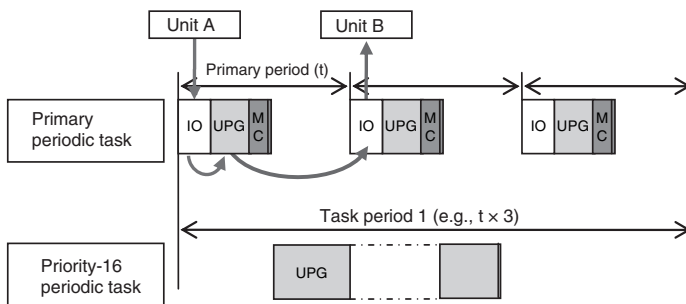 Unit A
Unit B
Primary period (t)
Primary
periodic task
IO
UPG
M
C
IO
UPG
M
C
IO
UPG
M
C
Task period 1 (e.g., t × 3)
Priority-16
periodic task
UPG